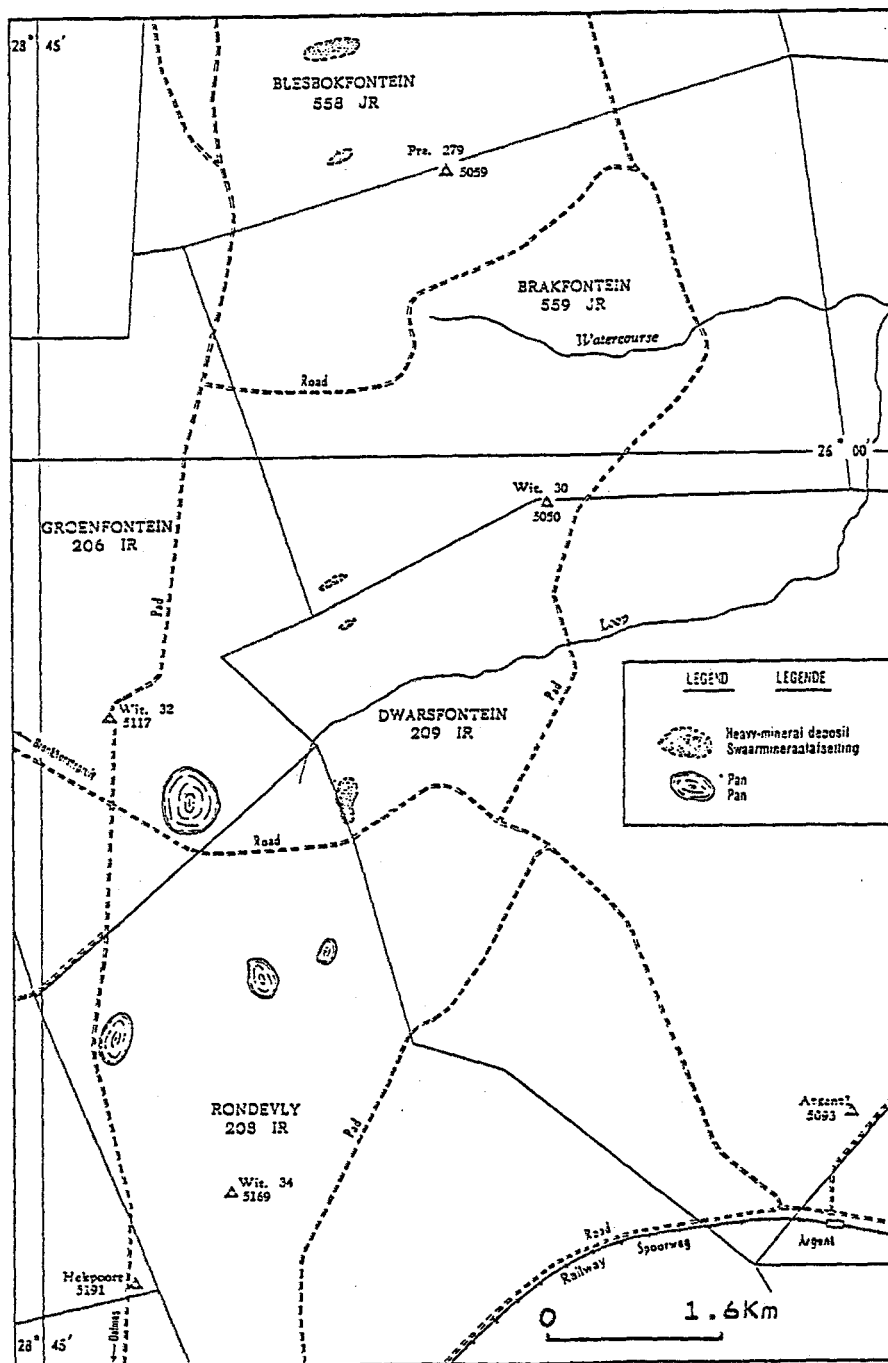 28° 45'
BLESBOKFONTEIN
558 JR
Pre. 279
5059
BRAKFONTEIN
559 JR
Watercourse
Road
26° 00'
Wit. 30
5050
GROENFONTEIN
206 IR
Pad
Loop
LEGEND LEGENDE
Heavy-mineral deposit
Swaarmineraalafsetting
Pan
Pan
Pad
DWARSFONTEIN
209 IR
Wit. 32
5117
Road
RONDEVLY
208 IR
Pad
Argent
5093
Wit. 34
5169
Road
Railway Spoorweg Argent
Hekpoort
5191
Delmas
28° 45'
0 1.6Km